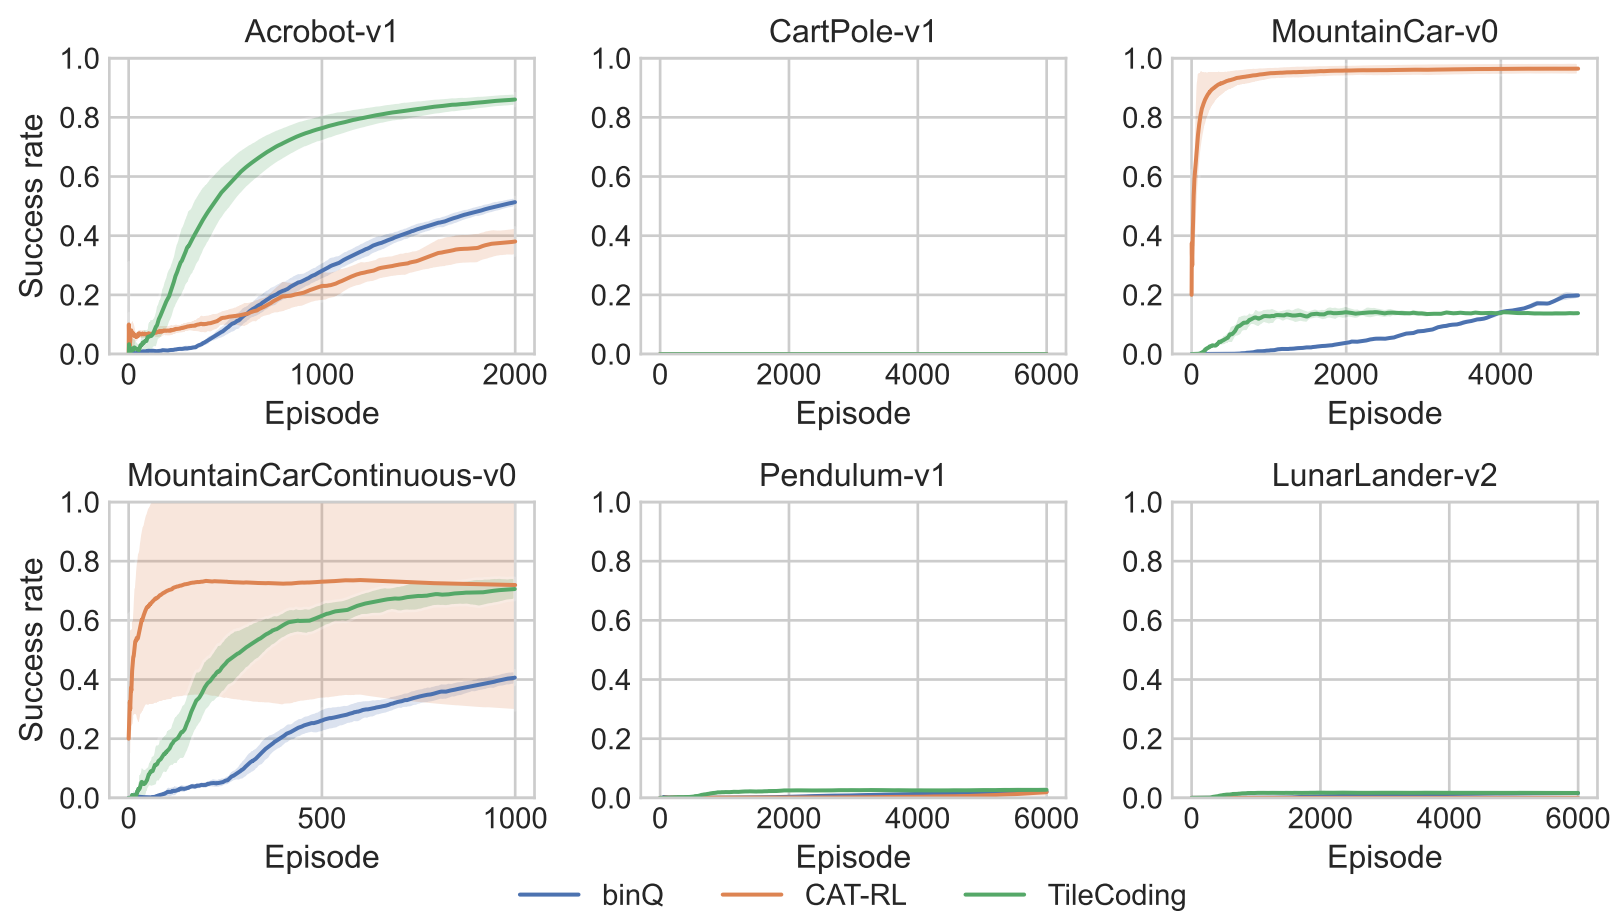 Acrobot-v1
1.0
0.8
0.6
0.4
0.2
0.0
Success rate
0 1000 2000
Episode
CartPole-v1
1.0
0.8
0.6
0.4
0.2
0.0
0 2000 4000 6000
Episode
MountainCar-v0
1.0
0.8
0.6
0.4
0.2
0.0
0 2000 4000
Episode
MountainCarContinuous-v0
1.0
0.8
0.6
0.4
0.2
0.0
Success rate
0 500 1000
Episode
Pendulum-v1
1.0
0.8
0.6
0.4
0.2
0.0
0 2000 4000 6000
Episode
LunarLander-v2
1.0
0.8
0.6
0.4
0.2
0.0
0 2000 4000 6000
Episode
binQ CAT-RL TileCoding